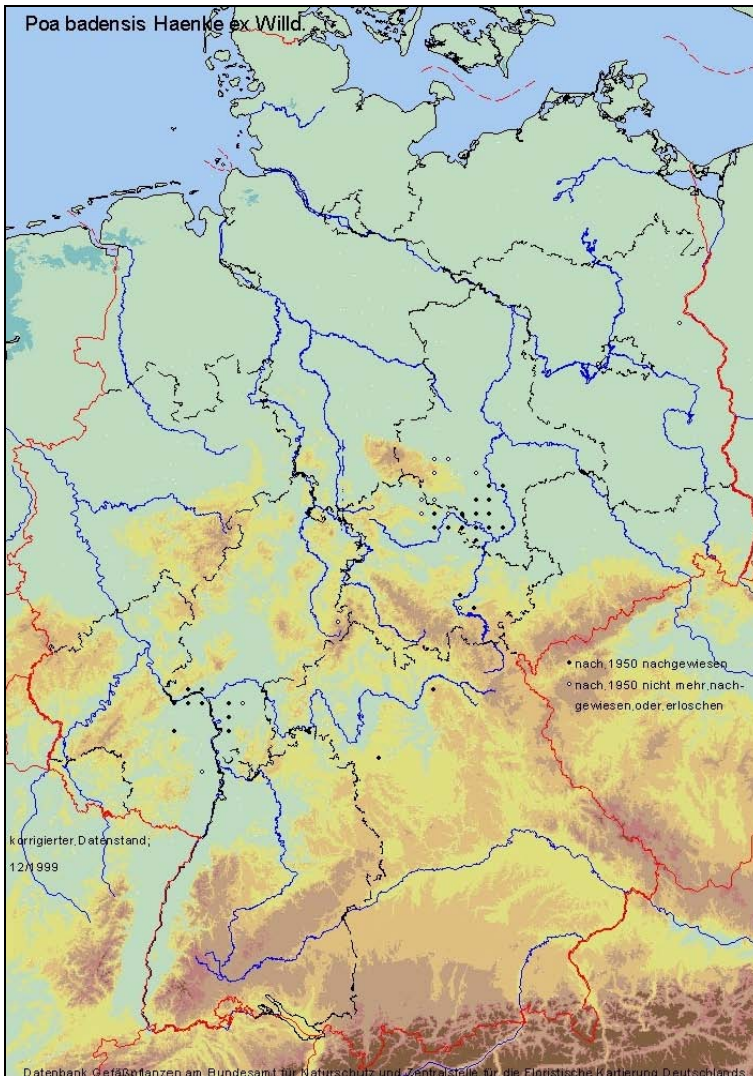 Poa badensis Haenke ex Willd.
nach 1950 nachgewiesen
nach 1950 nicht mehr nach-
gewiesen oder erloschen
korrigierter Datenstand;
12/1999
Datenbank Gefäßpflanzen am Bundesamt für Naturschutz und Zentralstelle für die Floristische Kartierung Deutschlands